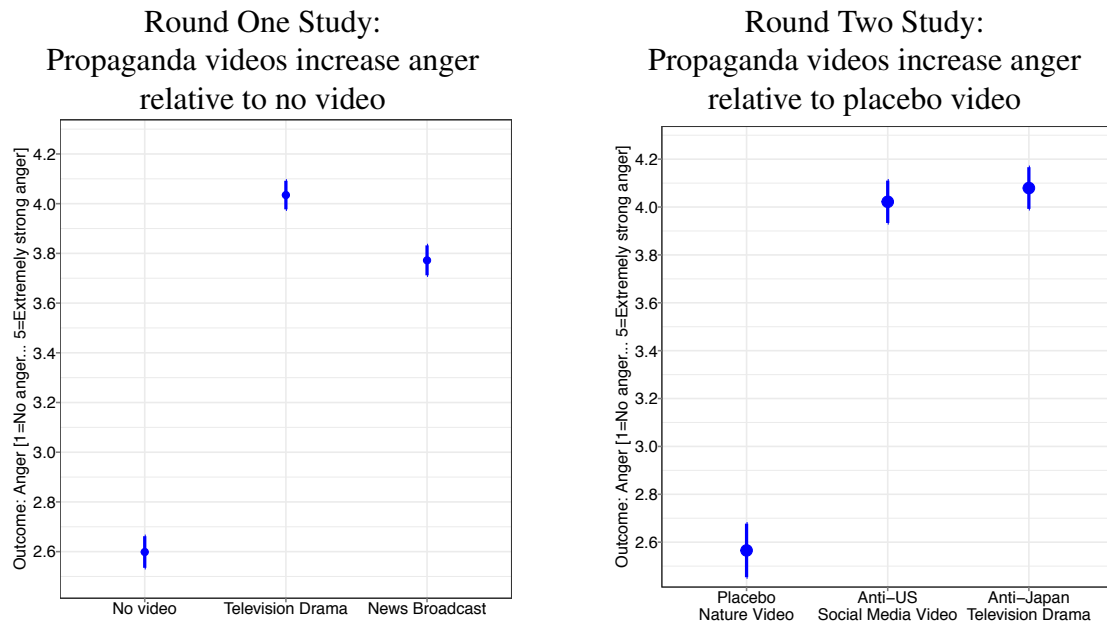 Round One Study:
Propaganda videos increase anger
relative to no video
Outcome: Anger [1=No anger... 5=Extremely strong anger]
4.2
4.0
3.8
3.6
3.4
3.2
3.0
2.8
2.6
No video
Television Drama
News Broadcast
Round Two Study:
Propaganda videos increase anger
relative to placebo video
Outcome: Anger [1=No anger... 5=Extremely strong anger]
4.2
4.0
3.8
3.6
3.4
3.2
3.0
2.8
2.6
Placebo
Nature Video
Anti−US
Social Media Video
Anti−Japan
Television Drama